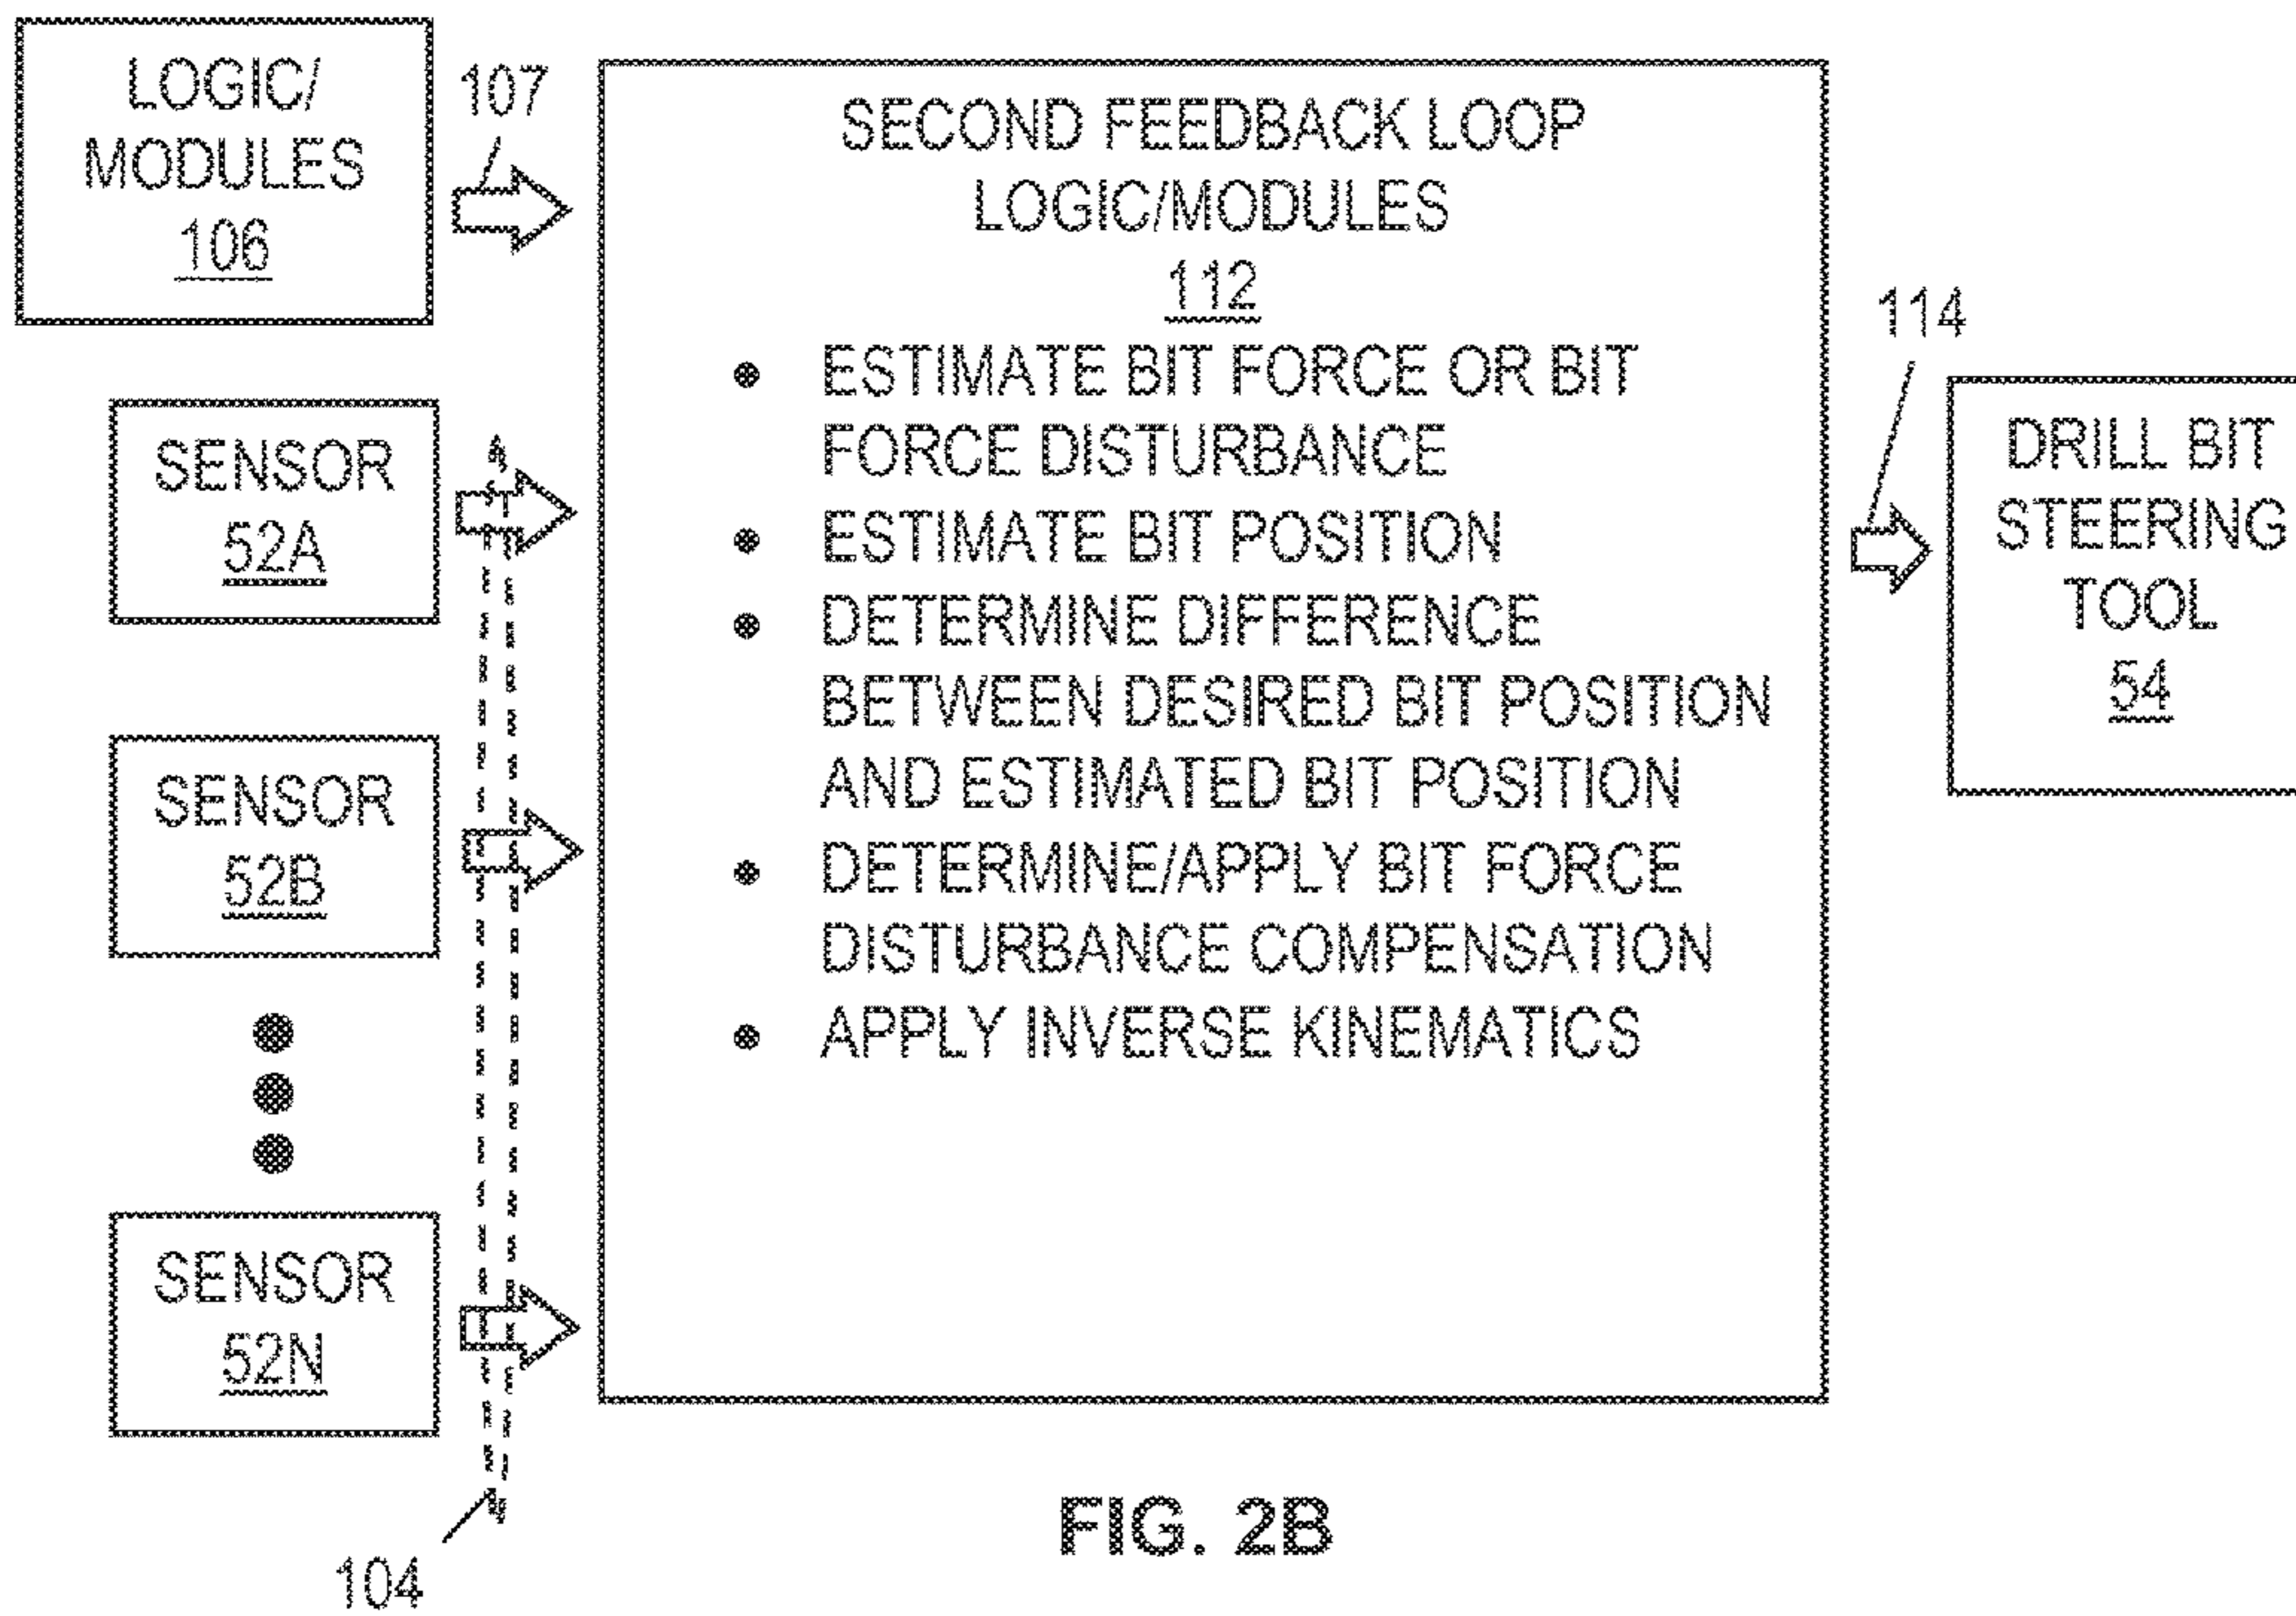 LOGIC/
MODULES
106
107
SENSOR
52A
SENSOR
52B
SENSOR
52N
104
SECOND FEEDBACK LOOP
LOGIC/MODULES
112
• ESTIMATE BIT FORCE OR BIT
FORCE DISTURBANCE
• ESTIMATE BIT POSITION
• DETERMINE DIFFERENCE
BETWEEN DESIRED BIT POSITION
AND ESTIMATED BIT POSITION
• DETERMINE/APPLY BIT FORCE
DISTURBANCE COMPENSATION
• APPLY INVERSE KINEMATICS
114
DRILL BIT
STEERING
TOOL
54
FIG. 2B